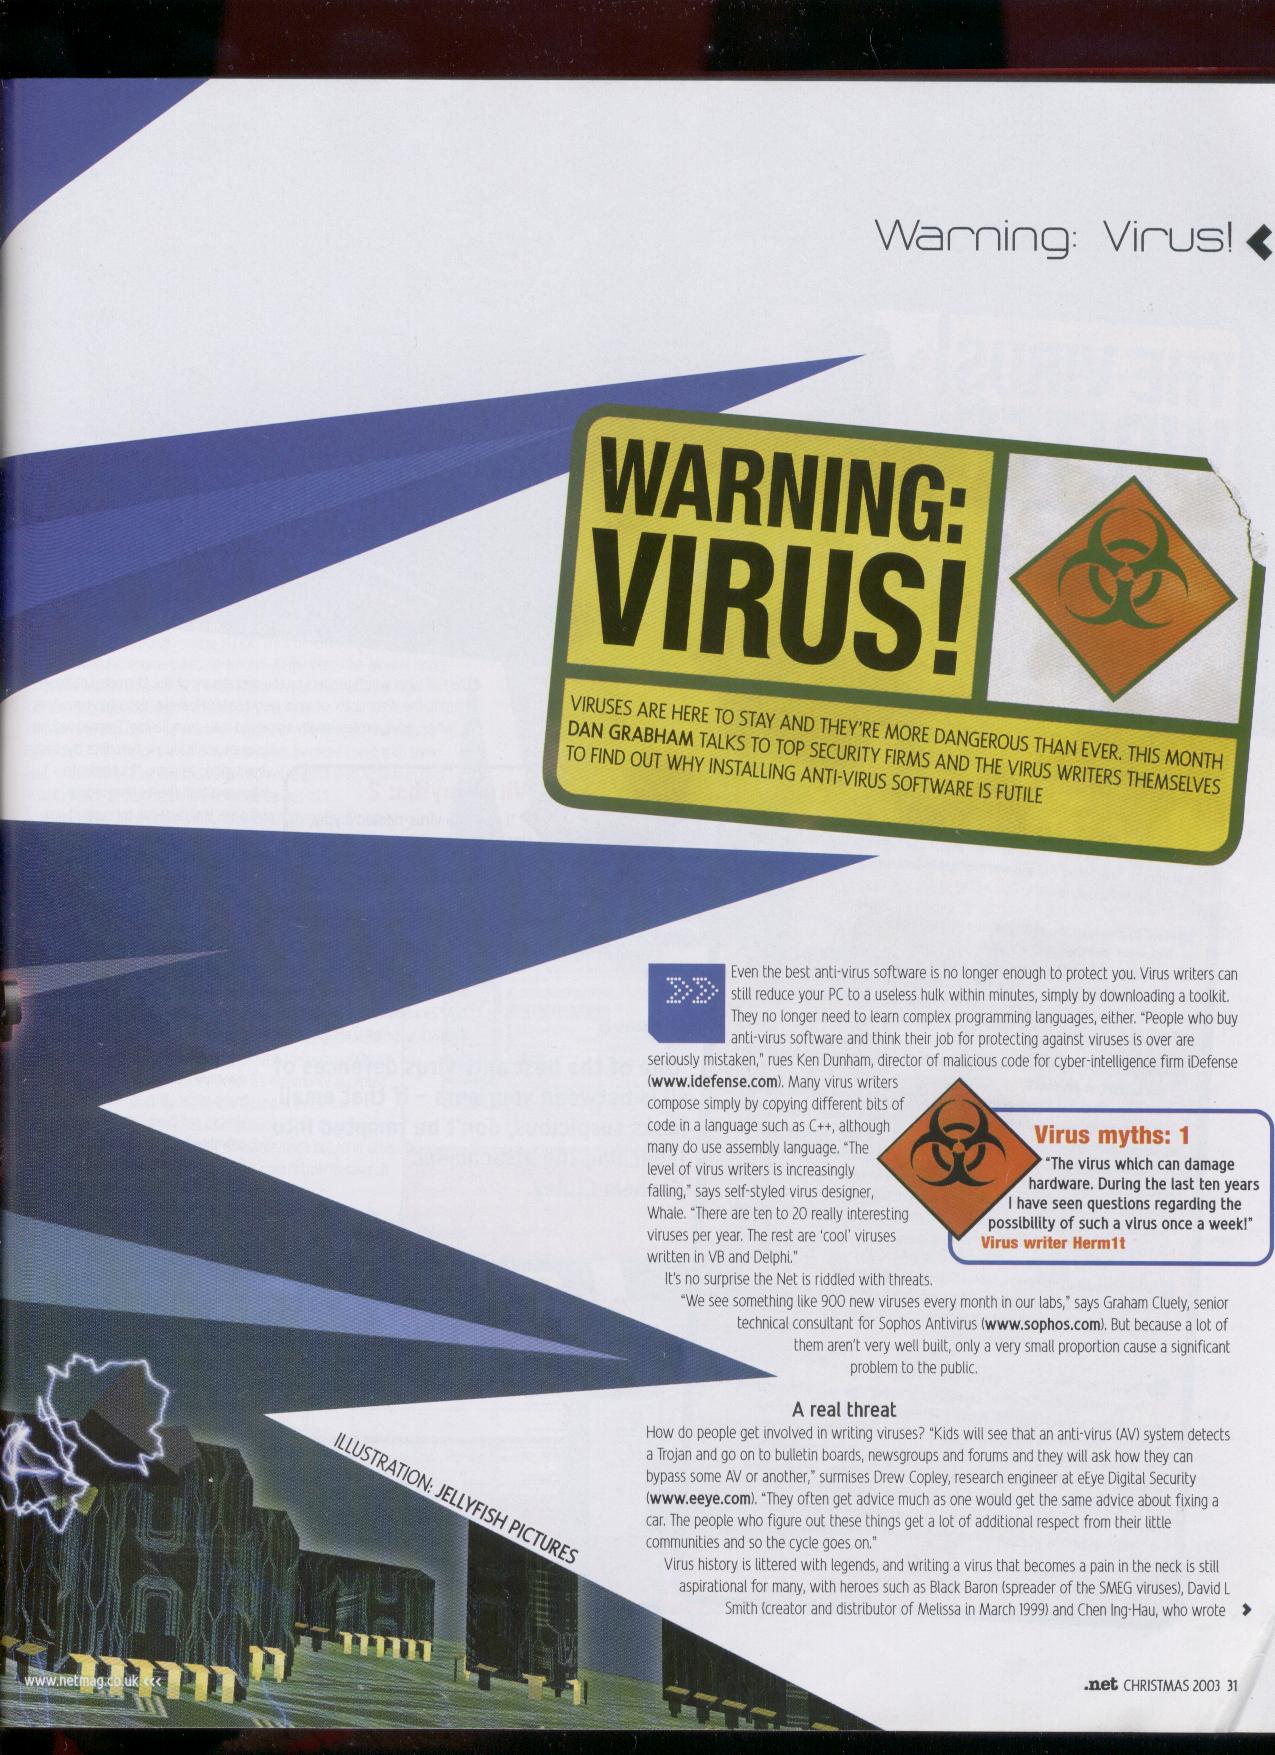 Warning: Virus!
WARNING:
VIRUS!
VIRUSES ARE HERE TO STAY AND THEY'RE MORE DANGEROUS THAN EVER. THIS MONTH
DAN GRABHAM TALKS TO TOP SECURITY FIRMS AND THE VIRUS WRITERS THEMSELVES
TO FIND OUT WHY INSTALLING ANTI-VIRUS SOFTWARE IS FUTILE
Even the best anti-virus software is no longer enough to protect you. Virus writers can
still reduce your PC to a useless hulk within minutes, simply by downloading a toolkit.
They no longer need to learn complex programming languages, either. "People who buy
anti-virus software and think their job for protecting against viruses is over are
seriously mistaken," rues Ken Dunham, director of malicious code for cyber-intelligence firm iDefense
(www.idefense.com). Many virus writers
compose simply by copying different bits of
code in a language such as C++, although
many do use assembly language. "The
level of virus writers is increasingly
falling," says self-styled virus designer,
Whale. "There are ten to 20 really interesting
viruses per year. The rest are 'cool' viruses
written in VB and Delphi."
It's no surprise the Net is riddled with threats.
"We see something like 900 new viruses every month in our labs," says Graham Cluely, senior
technical consultant for Sophos Antivirus (www.sophos.com). But because a lot of
them aren't very well built, only a very small proportion cause a significant
problem to the public.
Virus myths: 1
"The virus which can damage
hardware. During the last ten years
I have seen questions regarding the
possibility of such a virus once a week!"
Virus writer Herm1t
A real threat
How do people get involved in writing viruses? "Kids will see that an anti-virus (AV) system detects
a Trojan and go on to bulletin boards, newsgroups and forums and they will ask how they can
bypass some AV or another," surmises Drew Copley, research engineer at eEye Digital Security
(www.eeye.com). "They often get advice much as one would get the same advice about fixing a
car. The people who figure out these things get a lot of additional respect from their little
communities and so the cycle goes on."
Virus history is littered with legends, and writing a virus that becomes a pain in the neck is still
aspirational for many, with heroes such as Black Baron (spreader of the SMEG viruses), David L
Smith (creator and distributor of Melissa in March 1999) and Chen Ing-Hau, who wrote
ILLUSTRATION: JELLYFISH PICTURES
www.netmag.co.uk <<<
.net CHRISTMAS 2003 31